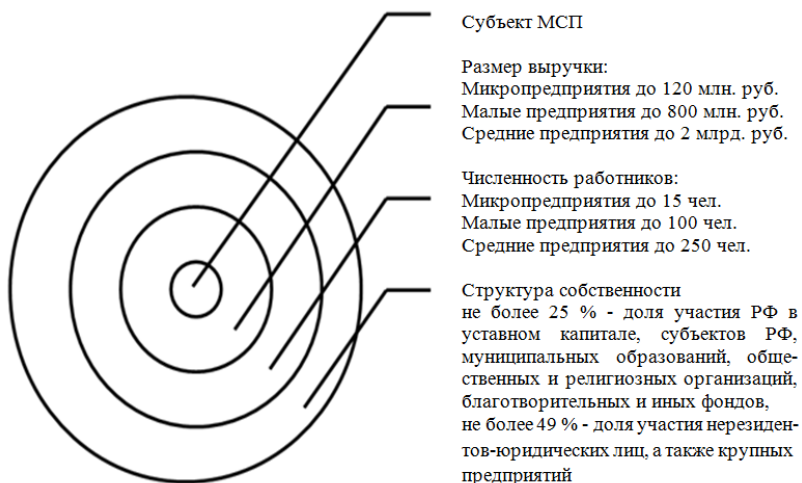 Субъект МСП
Размер выручки:
Микропредприятия до 120 млн. руб.
Малые предприятия до 800 млн. руб.
Средние предприятия до 2 млрд. руб.
Численность работников:
Микропредприятия до 15 чел.
Малые предприятия до 100 чел.
Средние предприятия до 250 чел.
Структура собственности
не более 25 % - доля участия РФ в
уставном капитале, субъектов РФ,
муниципальных образований, обще-
ственных и религиозных организаций,
благотворительных и иных фондов,
не более 49 % - доля участия нерезиден-
тов-юридических лиц, а также крупных
предприятий